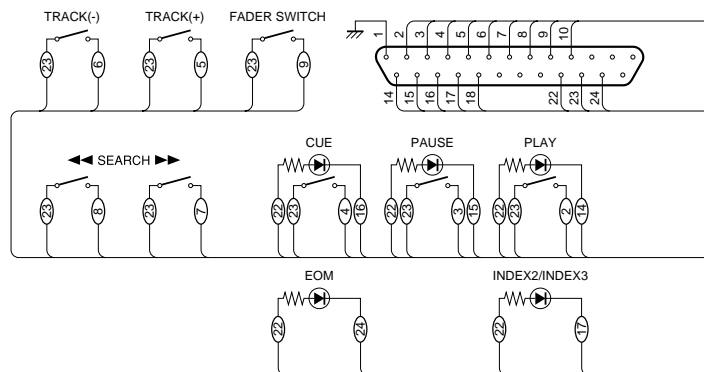 TRACK(-) TRACK(+) FADER SWITCH
1 2 3 4 5 6 7 8 9 10
23 6 23 5 23 9
14 15 16 17 18 22 23 24
◀◀ SEARCH ▶▶ CUE PAUSE PLAY
23 8 23 7 22 23 4 16 22 23 3 15 22 23 2 14
EOM INDEX2/INDEX3
22 24 22 17